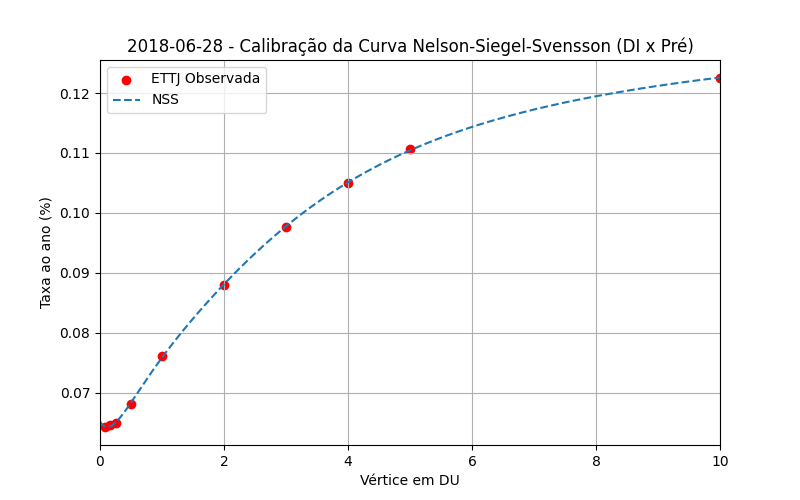 2018-06-28 - Calibração da Curva Nelson-Siegel-Svensson (DI x Pré)
ETTJ Observada
NSS
0.12
0.11
0.10
0.09
0.08
0.07
Taxa ao ano (%)
0 2 4 6 8 10
Vértice em DU